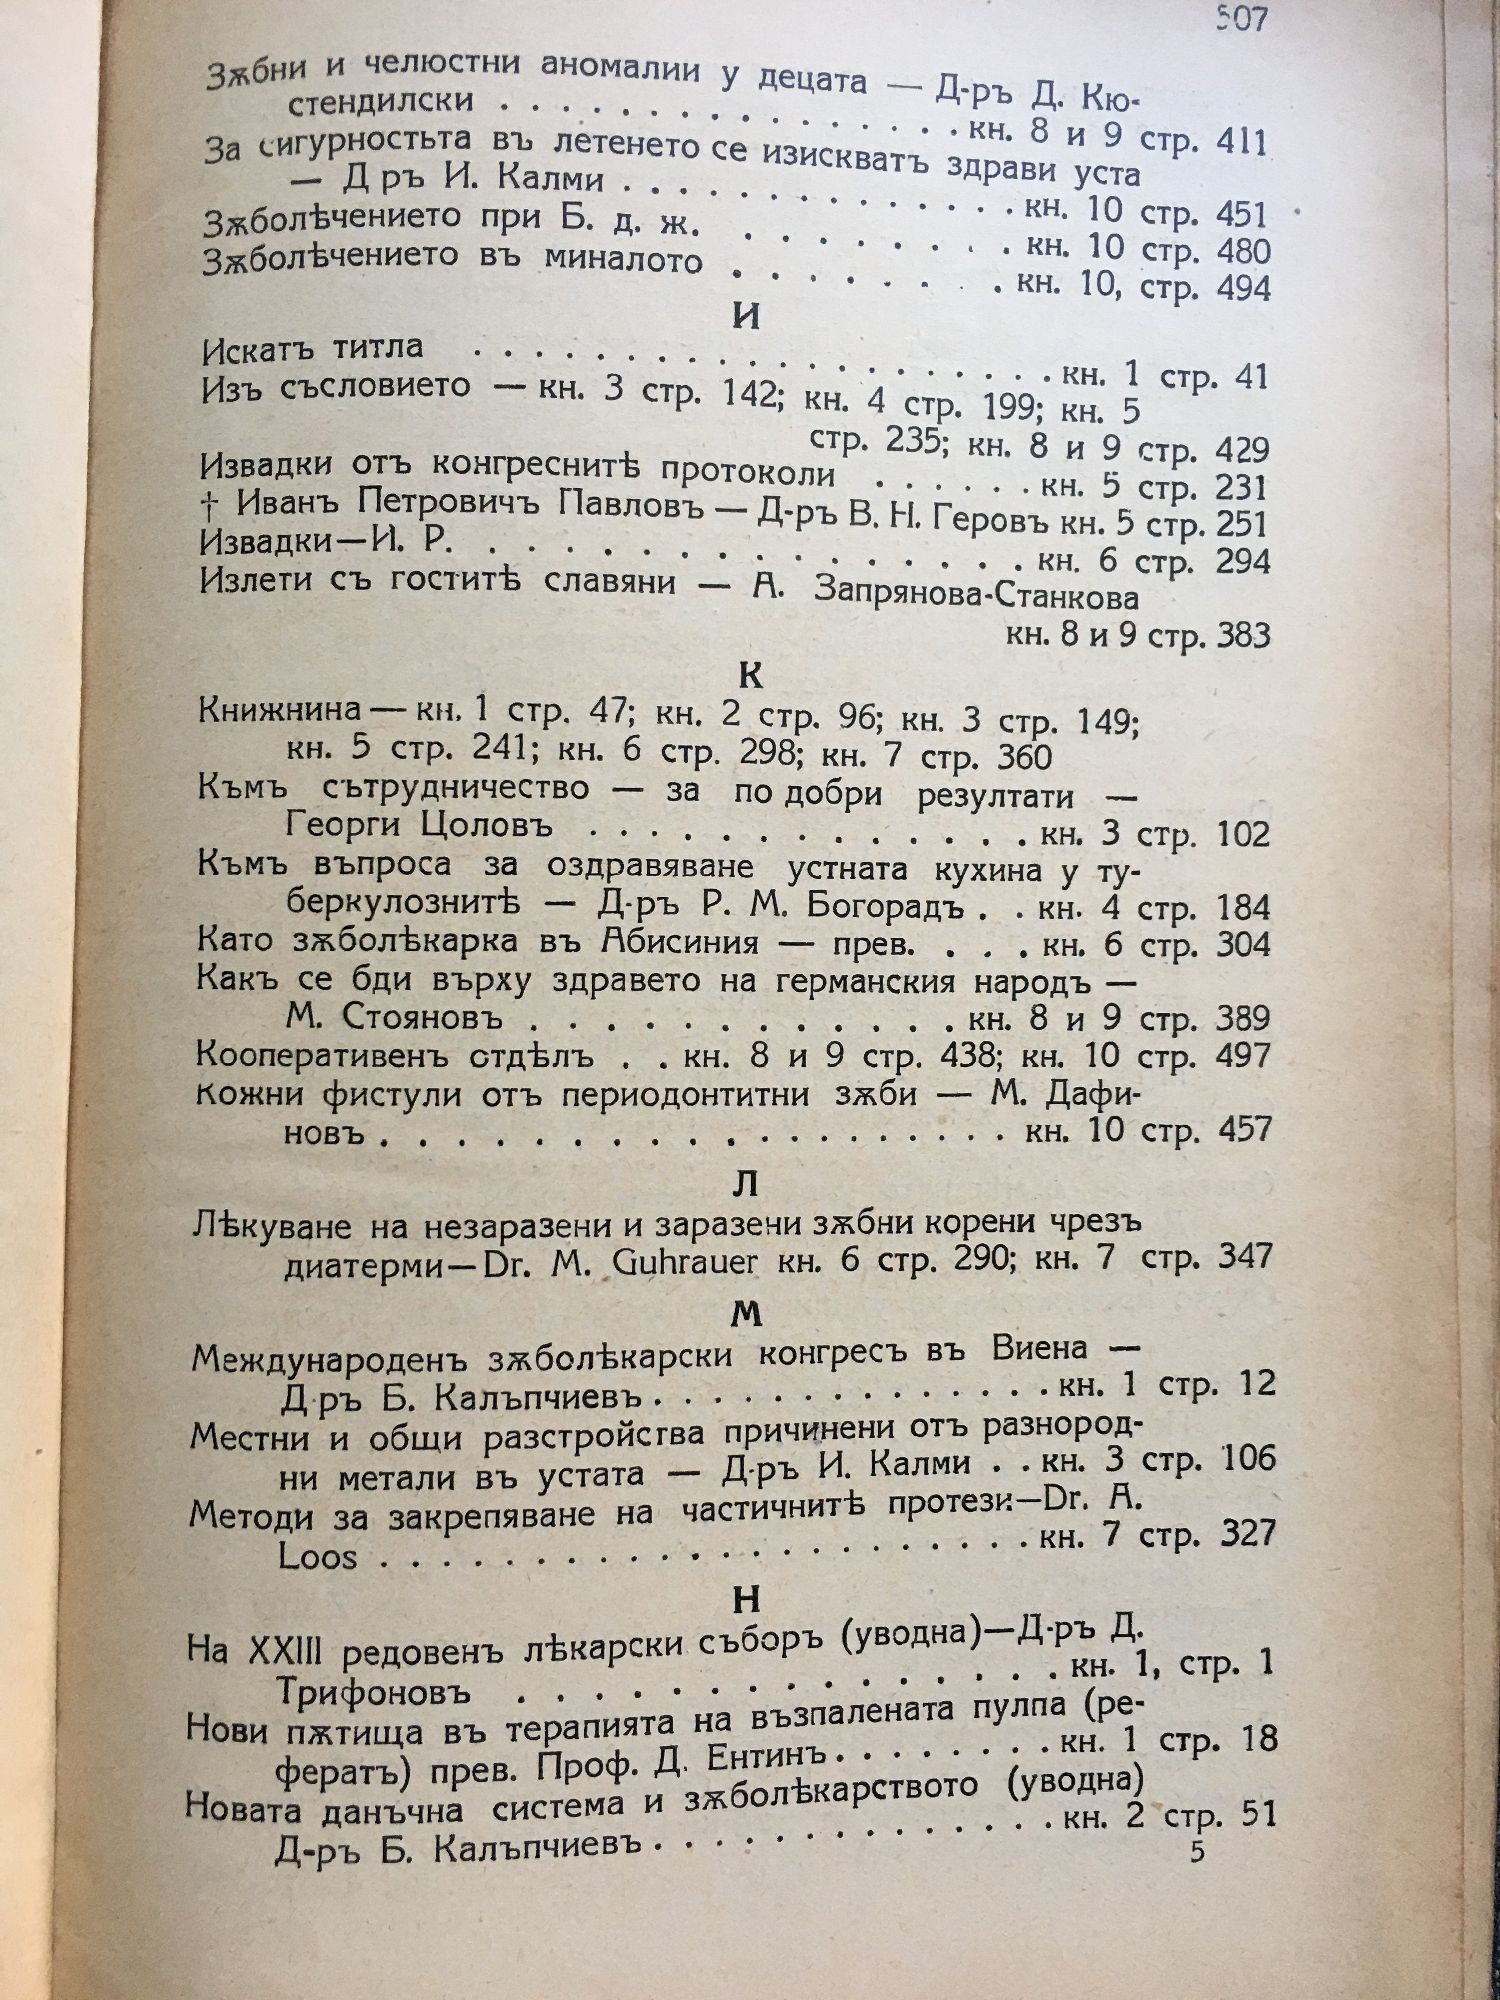 507
Зѫбни и челюстни аномалии у децата — Д-ръ Д. Кю-
стендилски . . . . . . . . . . . . . . . . кн. 8 и 9 стр. 411
За сигурностьта въ летенето се изискватъ здрави уста
— Д ръ И. Калми . . . . . . . . . . . . . . кн. 10 стр. 451
Зѫболѣчението при Б. д. ж. . . . . . . . . кн. 10 стр. 480
Зѫболѣчението въ миналото . . . . . . . . кн. 10, стр. 494
И
Искатъ титла . . . . . . . . . . . . . . . . . . . кн. 1 стр. 41
Изъ съсловието — кн. 3 стр. 142; кн. 4 стр. 199; кн. 5
стр. 235; кн. 8 и 9 стр. 429
Извадки отъ конгреснитѣ протоколи . . . . . . кн. 5 стр. 231
† Иванъ Петровичъ Павловъ — Д-ръ В. Н. Геровъ кн. 5 стр. 251
Извадки—И. Р. . . . . . . . . . . . . . . . кн. 6 стр. 294
Излети съ гоститѣ славяни — А. Запрянова-Станкова
кн. 8 и 9 стр. 383
К
Книжнина — кн. 1 стр. 47; кн. 2 стр. 96; кн. 3 стр. 149;
кн. 5 стр. 241; кн. 6 стр. 298; кн. 7 стр. 360
Къмъ сътрудничество — за по добри резултати —
Георги Цоловъ . . . . . . . . . . . . . кн. 3 стр. 102
Къмъ въпроса за оздравяване устната кухина у ту-
беркулознитѣ — Д-ръ Р. М. Богорадъ . . кн. 4 стр. 184
Като зѫболѣкарка въ Абисиния — прев. . . . кн. 6 стр. 304
Какъ се бди върху здравето на германския народъ —
М. Стояновъ . . . . . . . . . . . . кн. 8 и 9 стр. 389
Кооперативенъ отдѣлъ . . кн. 8 и 9 стр. 438; кн. 10 стр. 497
Кожни фистули отъ периодонтитни зѫби — М. Дафи-
новъ . . . . . . . . . . . . . . . . . . . кн. 10 стр. 457
Л
Лѣкуване на незаразени и заразени зѫбни корени чрезъ
диатерми—Dr. M. Guhrauer кн. 6 стр. 290; кн. 7 стр. 347
М
Международенъ зѫболѣкарски конгресъ въ Виена —
Д ръ Б. Калъпчиевъ . . . . . . . . . . . . . . кн. 1 стр. 12
Местни и общи разстройства причинени отъ разнород-
ни метали въ устата — Д-ръ И. Калми . . кн. 3 стр. 106
Методи за закрепяване на частичнитѣ протези—Dr. A.
Loos . . . . . . . . . . . . . . . . . . . . кн. 7 стр. 327
Н
На XXIII редовенъ лѣкарски съборъ (уводна)—Д-ръ Д.
Трифоновъ . . . . . . . . . . . . . . . кн. 1, стр. 1
Нови пѫтища въ терапията на възпалената пулпа (ре-
фератъ) прев. Проф. Д. Ентинъ . . . . . . . . кн. 1 стр. 18
Новата данъчна система и зѫболѣкарството (уводна)
Д-ръ Б. Калъпчиевъ . . . . . . . . . . . . . . кн. 2 стр. 51
5